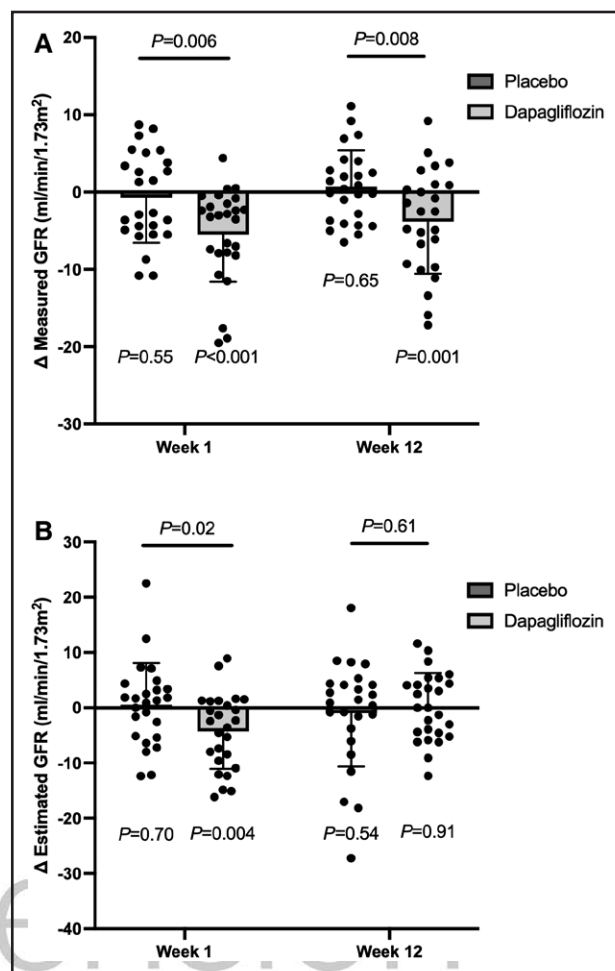 A
20
P=0.006
P=0.008
Placebo
Dapagliflozin
10
0
-10
-20
-30
Δ Measured GFR (ml/min/1.73m²)
P=0.65
P=0.55
P<0.001
P=0.001
Week 1
Week 12
B
30
P=0.02
P=0.61
Placebo
Dapagliflozin
20
10
0
-10
-20
-30
-40
Δ Estimated GFR (ml/min/1.73m²)
P=0.70
P=0.004
P=0.54
P=0.91
Week 1
Week 12